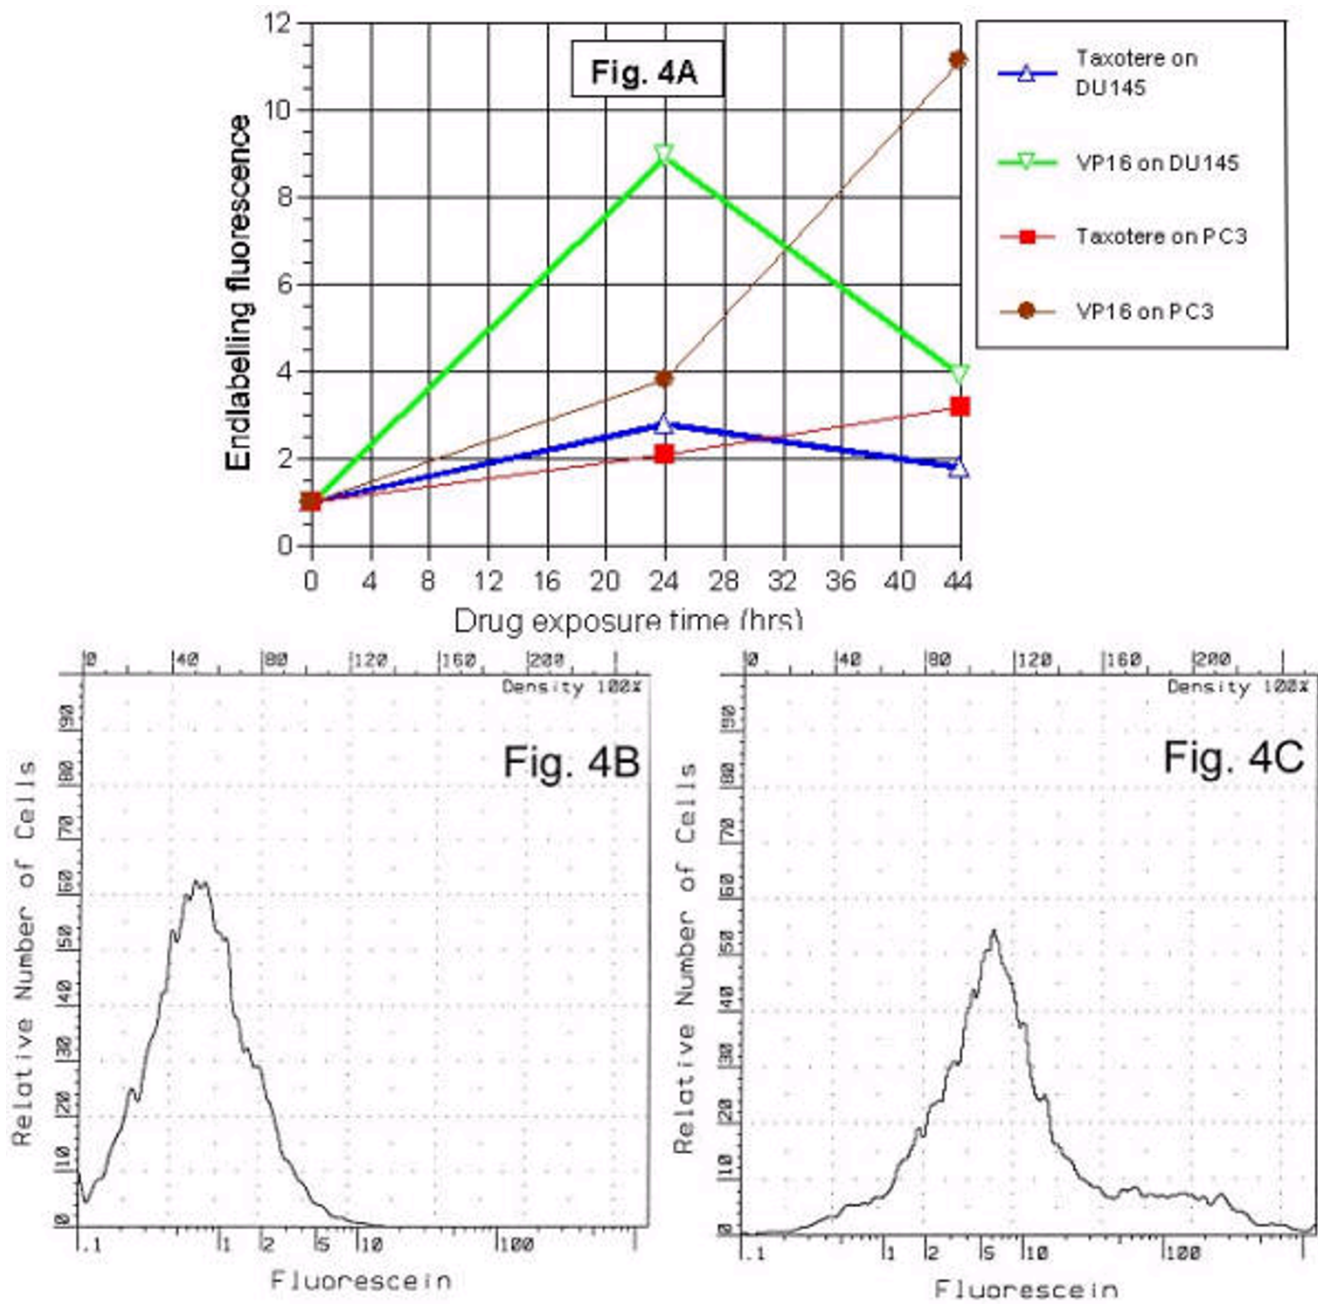 Fig. 4A
Endlabelling fluorescence
12
10
8
6
4
2
0
0 4 8 12 16 20 24 28 32 36 40 44
Drug exposure time (hrs)
Taxotere on
DU145
VP16 on DU145
Taxotere on PC3
VP16 on PC3
0 40 80 120 160 200
Density 100%
Fig. 4B
Relative Number of Cells
90
80
70
60
50
40
30
20
10
0
.1 1 2 5 10 100
Fluorescein
0 40 80 120 160 200
Density 100%
Fig. 4C
Relative Number of Cells
90
80
70
60
50
40
30
20
10
0
.1 1 2 5 10 100
Fluorescein